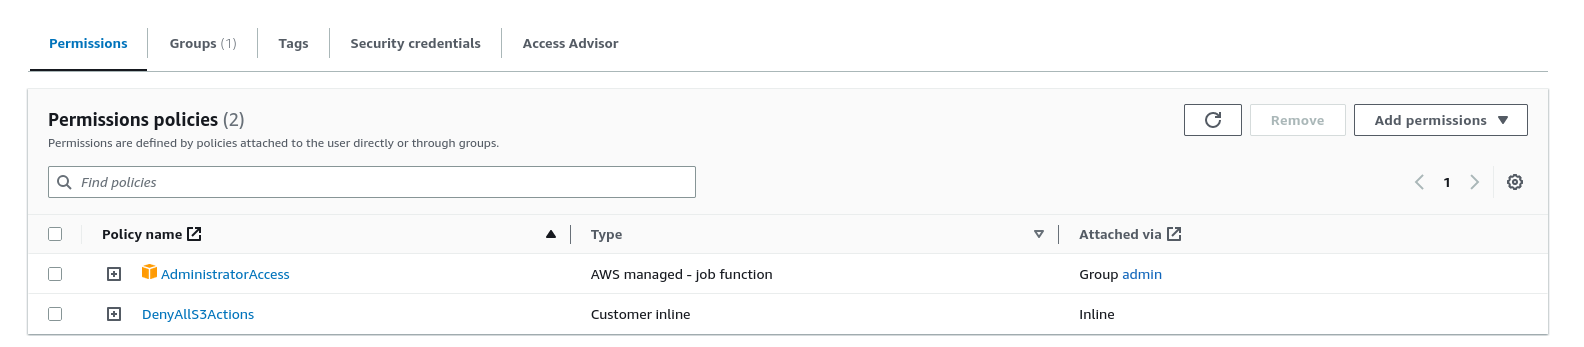 Permissions
Groups (1)
Tags
Security credentials
Access Advisor
Permissions policies (2)
Permissions are defined by policies attached to the user directly or through groups.
Remove
Add permissions
Find policies
1
Policy name
Type
Attached via
AdministratorAccess
AWS managed - job function
Group admin
DenyAllS3Actions
Customer inline
Inline